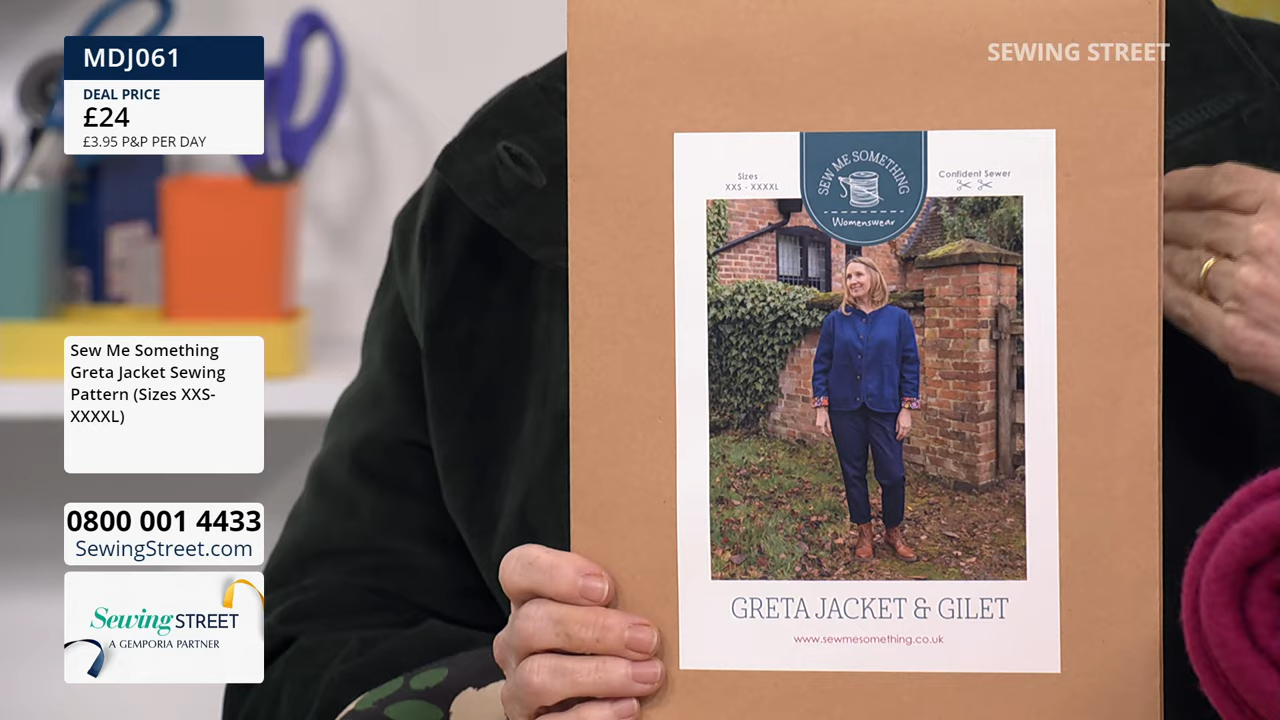 MDJ061
DEAL PRICE
£24
£3.95 P&P PER DAY
Sew Me Something
Greta Jacket Sewing
Pattern (Sizes XXS-
XXXXL)
0800 001 4433
SewingStreet.com
Sewing STREET
A GEMPORIA PARTNER
SEWING STREET
Sizes
XXS - XXXXL
SEW ME SOMETHING
Womenswear
Confident Sewer
GRETA JACKET & GILET
www.sewmesomething.co.uk